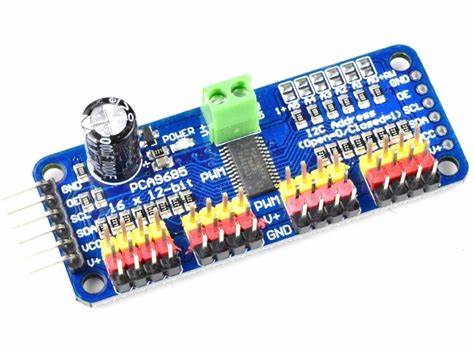 POWER
PWM
A5 A4 A3 A2 A1 A0+RW
I2C Address
(Open=0/Closed=1)
GND
OE
SCL
SDA
VCC
GND
OE
SCL
SDA
VCC
V+
PCA9685
16 x 12-bit
PWM
V+
GND